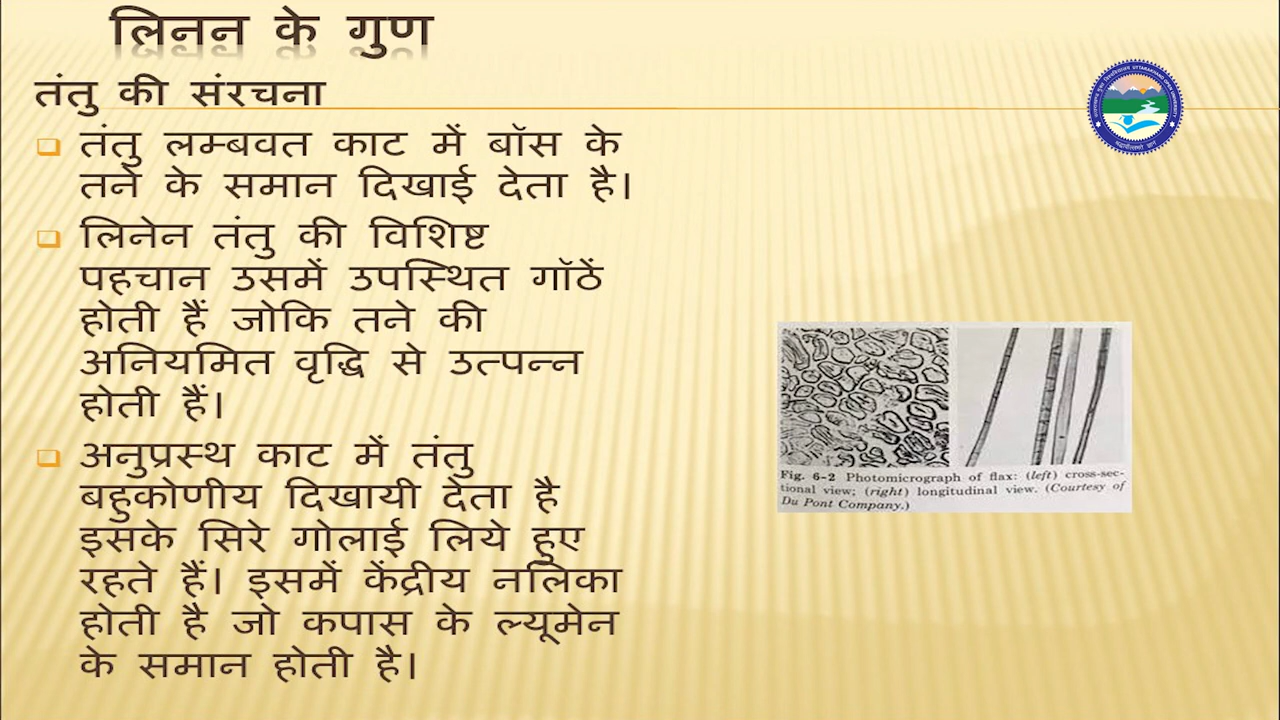 लिनन के गुण
तंतु की संरचना
तंतु लम्बवत काट में बॉस के
तने के समान दिखाई देता है।
लिनेन तंतु की विशिष्ट
पहचान उसमें उपस्थित गॉठें
होती हैं जोकि तने की
अनियमित वृद्धि से उत्पन्न
होती हैं।
अनुप्रस्थ काट में तंतु
बहुकोणीय दिखायी देता है
इसके सिरे गोलाई लिये हुए
रहते हैं। इसमें केंद्रीय नलिका
होती है जो कपास के ल्यूमेन
के समान होती है।
Fig. 6-2 Photomicrograph of flax: (left) cross-sec-
tional view; (right) longitudinal view. (Courtesy of
Du Pont Company.)